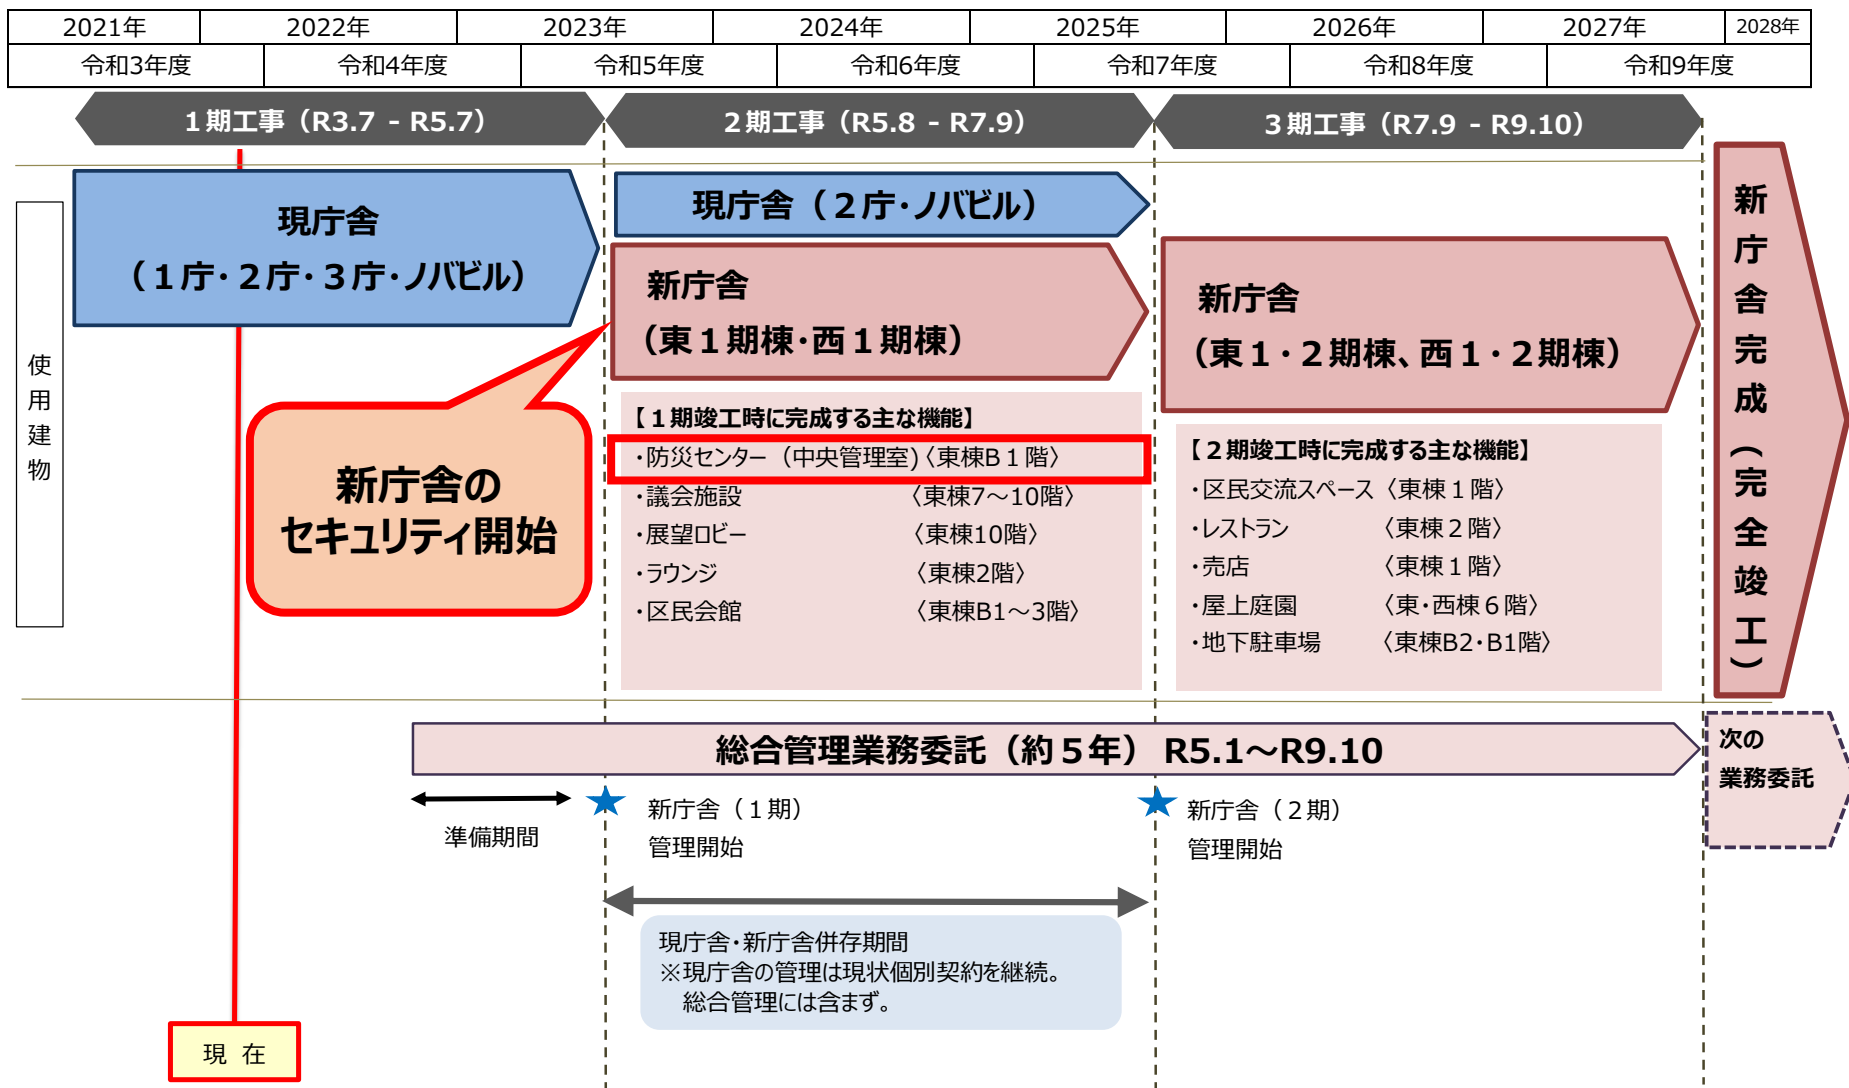 2021年 2022年 2023年 2024年 2025年 2026年 2027年 2028年
令和3年度 令和4年度 令和5年度 令和6年度 令和7年度 令和8年度 令和9年度
1期工事（R3.7 - R5.7）
2期工事（R5.8 - R7.9）
3期工事（R7.9 - R9.10）
使用建物
現庁舎
（1庁・2庁・3庁・ノバビル）
現庁舎（2庁・ノバビル）
新庁舎
（東1期棟・西1期棟）
新庁舎
（東1・2期棟、西1・2期棟）
新庁舎完成（完全竣工）
新庁舎の
セキュリティ開始
【1期竣工時に完成する主な機能】
・防災センター（中央管理室)〈東棟B1階〉
・議会施設 〈東棟7～10階〉
・展望ロビー 〈東棟10階〉
・ラウンジ 〈東棟2階〉
・区民会館 〈東棟B1～3階〉
【2期竣工時に完成する主な機能】
・区民交流スペース〈東棟1階〉
・レストラン 〈東棟2階〉
・売店 〈東棟1階〉
・屋上庭園 〈東・西棟6階〉
・地下駐車場 〈東棟B2・B1階〉
総合管理業務委託（約5年） R5.1～R9.10
次の
業務委託
準備期間
新庁舎（1期）
管理開始
新庁舎（2期）
管理開始
現庁舎・新庁舎併存期間
※現庁舎の管理は現状個別契約を継続。
総合管理には含まず。
現 在